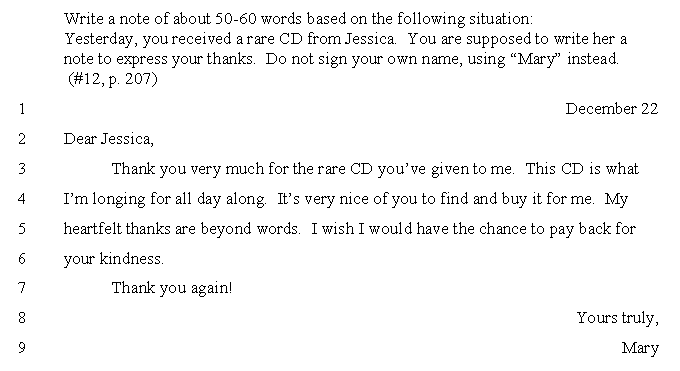 Write a note of about 50-60 words based on the following situation:
Yesterday, you received a rare CD from Jessica. You are supposed to write her a
note to express your thanks. Do not sign your own name, using “Mary” instead.
(#12, p. 207)
1 December 22
2 Dear Jessica,
3 Thank you very much for the rare CD you’ve given to me. This CD is what
4 I’m longing for all day along. It’s very nice of you to find and buy it for me. My
5 heartfelt thanks are beyond words. I wish I would have the chance to pay back for
6 your kindness.
7 Thank you again!
8 Yours truly,
9 Mary